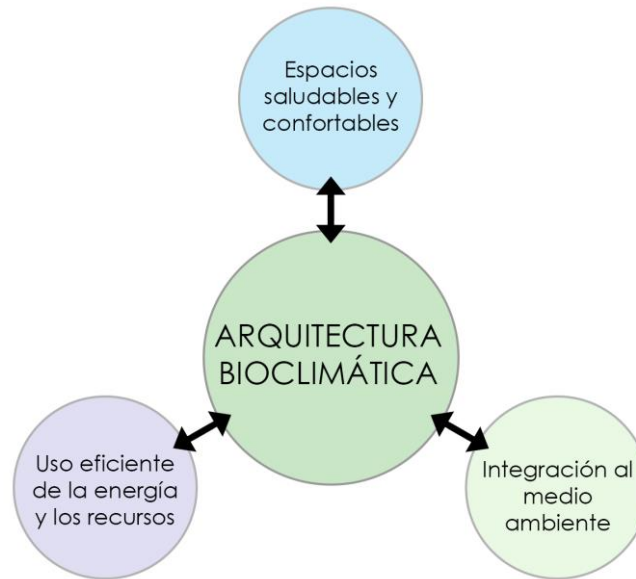 Espacios
saludables y
confortables
ARQUITECTURA
BIOCLIMÁTICA
Uso eficiente
de la energía
y los recursos
Integración al
medio
ambiente